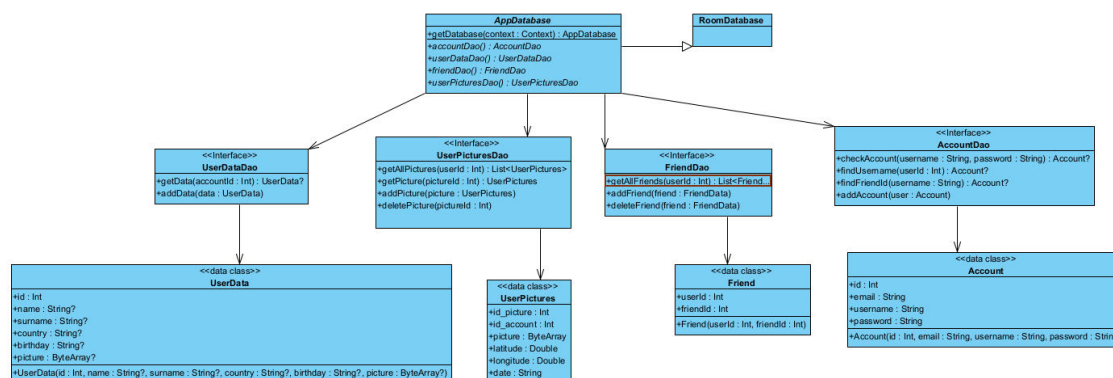 AppDatabase
+getDatabase(context : Context) : AppDatabase
+accountDao() : AccountDao
+userDataDao() : UserDataDao
+friendDao() : FriendDao
+userPicturesDao() : UserPicturesDao
RoomDatabase
<<Interface>>
UserDataDao
+getData(accountId : Int) : UserData?
+addData(data : UserData)
<<Interface>>
UserPicturesDao
+getAllPictures(userId : Int) : List<UserPictures>
+getPicture(pictureId : Int) : UserPictures
+addPicture(picture : UserPictures)
+deletePicture(pictureId : Int)
<<Interface>>
FriendDao
+getAllFriends(userId : Int) : List<Friend...
+addFriend(friend : FriendData)
+deleteFriend(friend : FriendData)
<<Interface>>
AccountDao
+checkAccount(username : String, password : String) : Account?
+findUsername(userId : Int) : Account?
+findFriendId(username : String) : Account?
+addAccount(user : Account)
<<data class>>
UserData
+id : Int
+name : String?
+surname : String?
+country : String?
+birthday : String?
+picture : ByteArray?
+UserData(id : Int, name : String?, surname : String?, country : String?, birthday : String?, picture : ByteArray?)
<<data class>>
UserPictures
+id_picture : Int
+id_account : Int
+picture : ByteArray
+latitude : Double
+longitude : Double
+date : String
<<data class>>
Friend
+userId : Int
+friendId : Int
+Friend(userId : Int, friendId : Int)
<<data class>>
Account
+id : Int
+email : String
+username : String
+password : String
+Account(id : Int, email : String, username : String, password : String